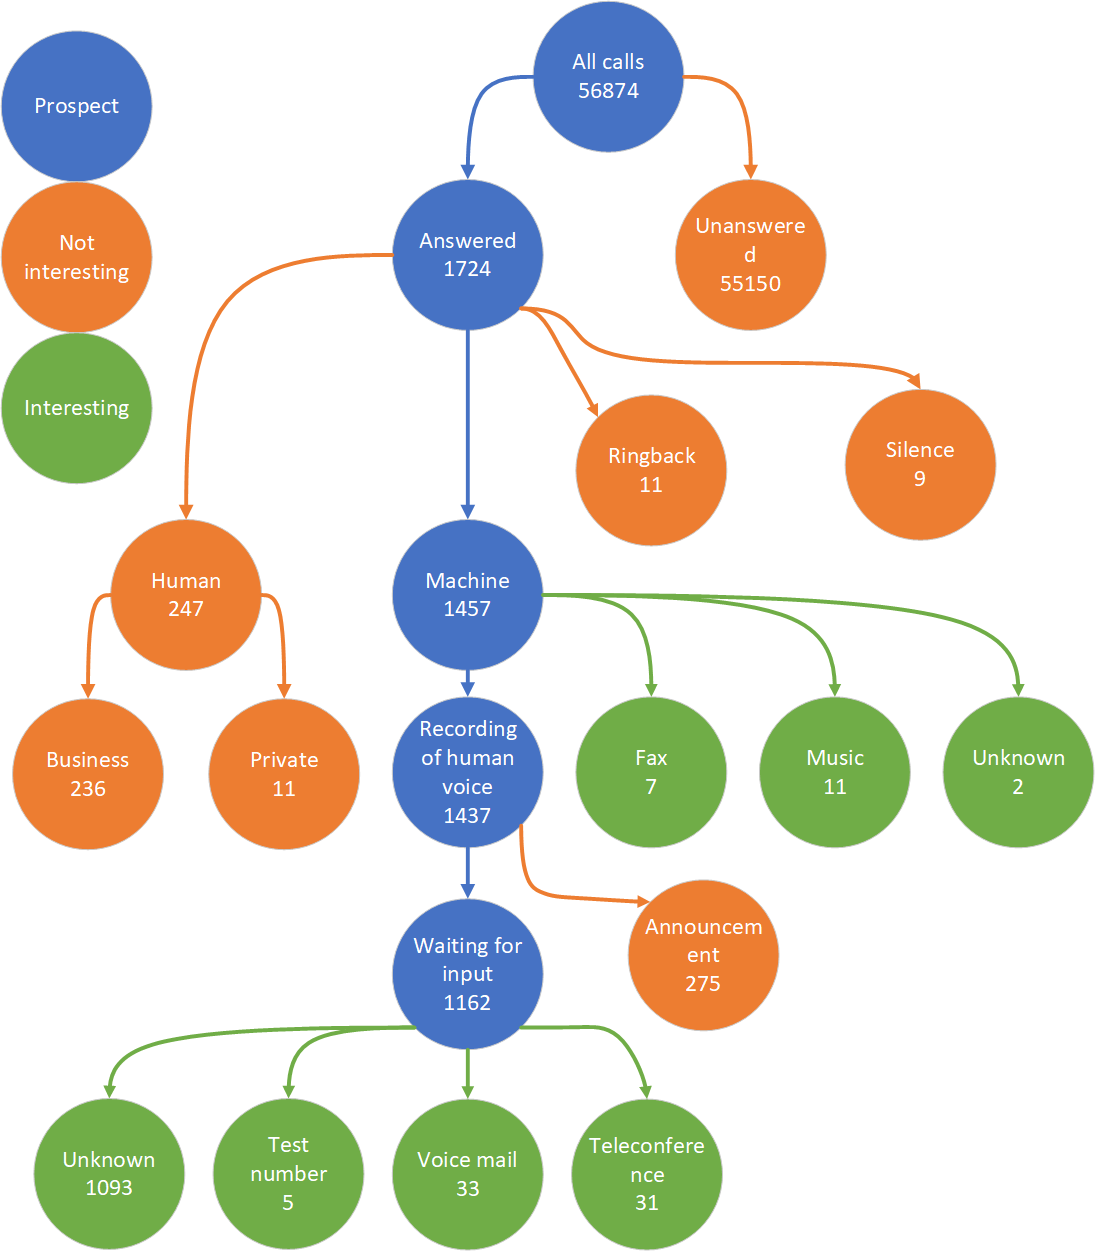 All calls
56874
Prospect
Answered
1724
Unanswere
d
55150
Not
interesting
Interesting
Ringback
11
Silence
9
Human
247
Machine
1457
Business
236
Private
11
Recording
of human
voice
1437
Fax
7
Music
11
Unknown
2
Waiting for
input
1162
Announcem
ent
275
Unknown
1093
Test
number
5
Voice mail
33
Teleconfere
nce
31